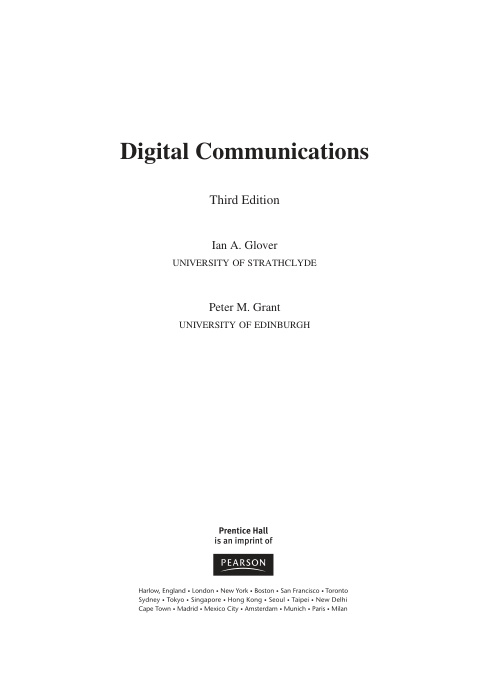 Digital Communications
Third Edition
Ian A. Glover
UNIVERSITY OF STRATHCLYDE
Peter M. Grant
UNIVERSITY OF EDINBURGH
Prentice Hall
is an imprint of
PEARSON
Harlow, England • London • New York • Boston • San Francisco • Toronto
Sydney • Tokyo • Singapore • Hong Kong • Seoul • Taipei • New Delhi
Cape Town • Madrid • Mexico City • Amsterdam • Munich • Paris • Milan